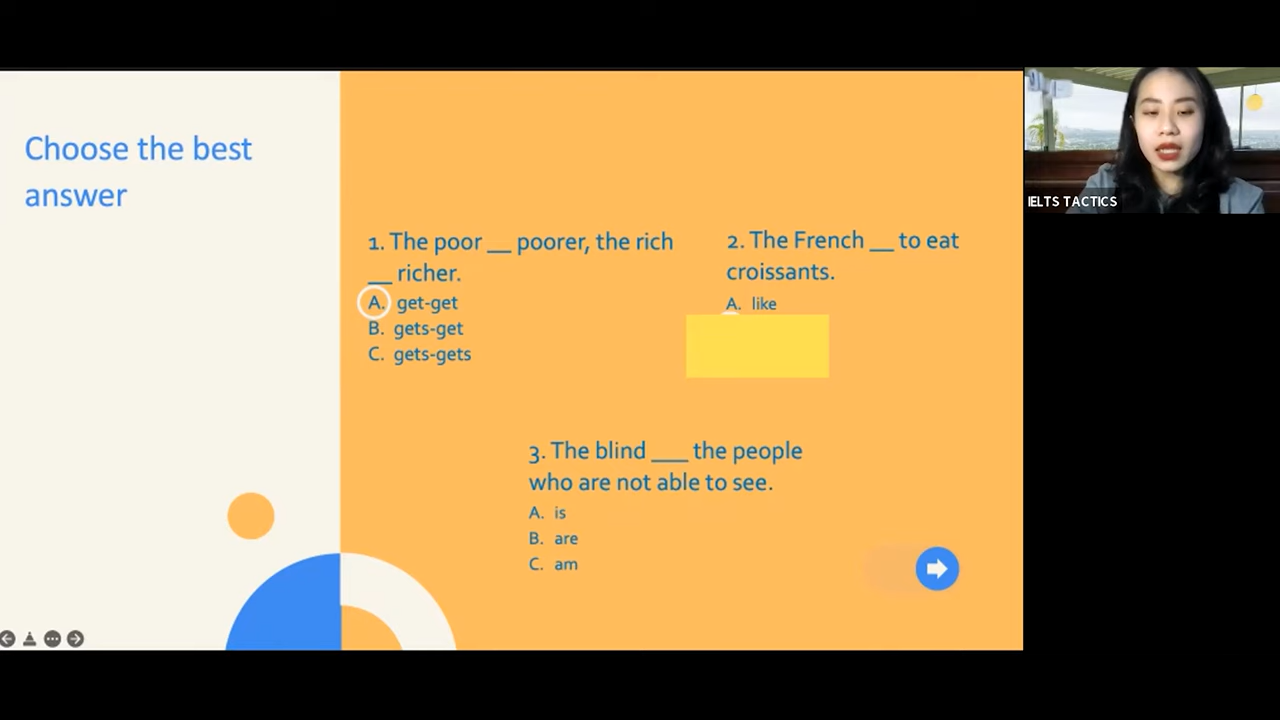 Choose the best
answer
1. The poor __ poorer, the rich
__ richer.
A. get-get
B. gets-get
C. gets-gets
2. The French __ to eat
croissants.
A. like
3. The blind ___ the people
who are not able to see.
A. is
B. are
C. am
IELTS TACTICS